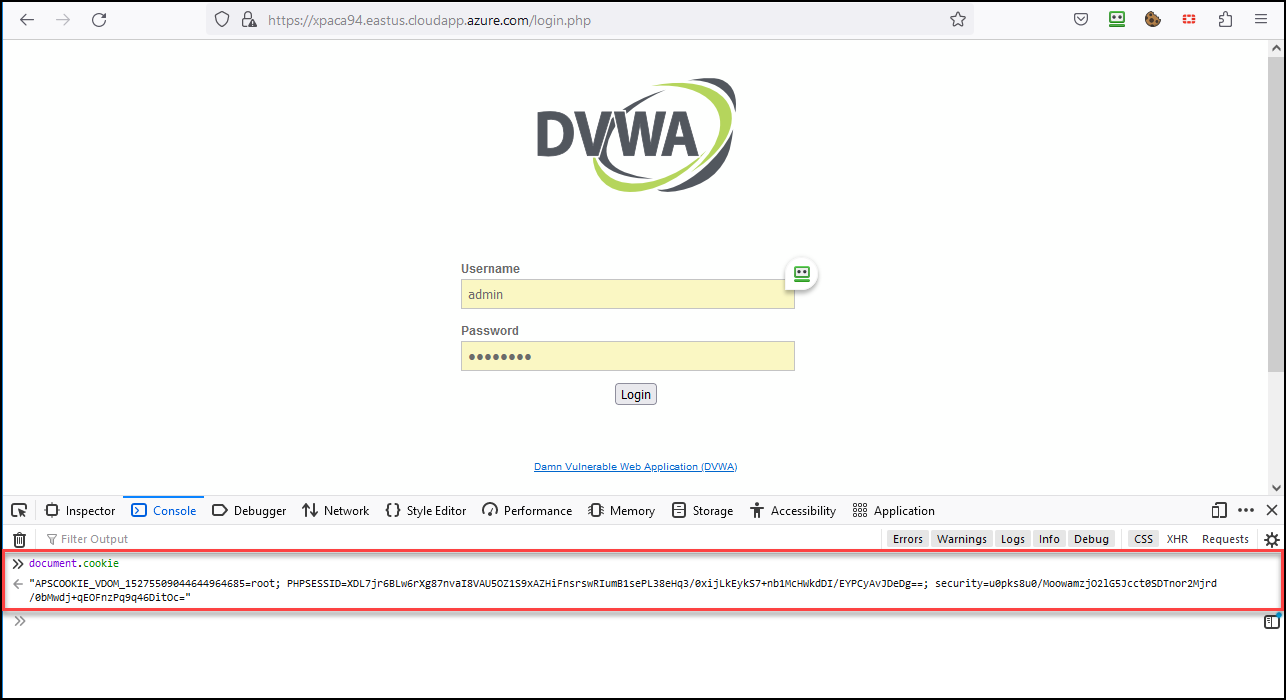 https://xpaca94.eastus.cloudapp.azure.com/login.php
DVWA
Username
admin
Password
●●●●●●●●
Login
Damn Vulnerable Web Application (DVWA)
Inspector Console Debugger Network Style Editor Performance Memory Storage Accessibility Application
Filter Output Errors Warnings Logs Info Debug CSS XHR Requests
document.cookie
"APSCOOKIE_VDOM_15275509044644964685=root; PHPSESSID=XDL7jr6BLw6rXg87nvaI8VAU5OZ1S9xAZHiFnsrswRIumB1sePL38eHq3/0xijLkEykS7+nb1McHWkdDI/EYPCyAvJDeDg==; security=u0pks8u0/MoowamzjO2lG5Jcct0SDTnor2Mjrd
/0bMwdj+qEOFnzPq9q46DitOc="